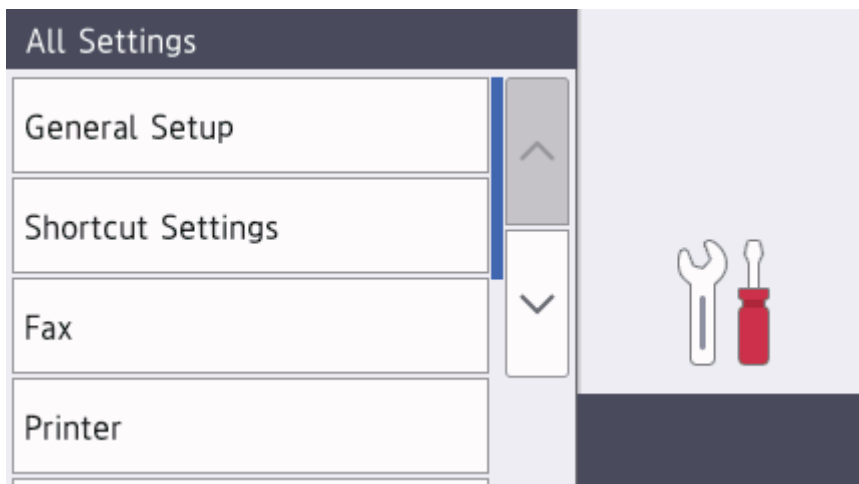 All Settings
General Setup
Shortcut Settings
Fax
Printer